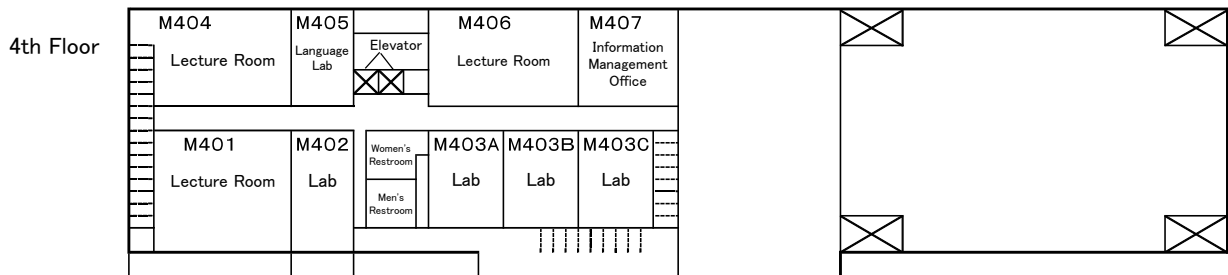 4th Floor
M404
Lecture Room
M405
Language
Lab
Elevator
M406
Lecture Room
M407
Information
Management
Office
M401
Lecture Room
M402
Lab
Women's
Restroom
Men's
Restroom
M403A
Lab
M403B
Lab
M403C
Lab